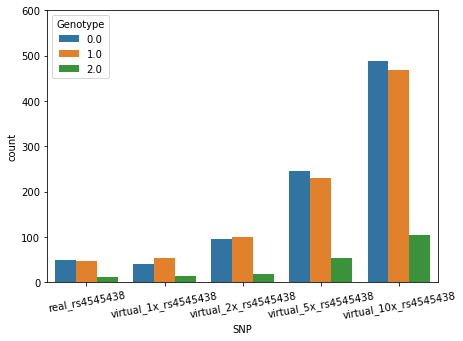 600
500
400
300
200
100
0
count
Genotype
0.0
1.0
2.0
real_rs4545438
virtual_1x_rs4545438
virtual_2x_rs4545438
virtual_5x_rs4545438
virtual_10x_rs4545438
SNP